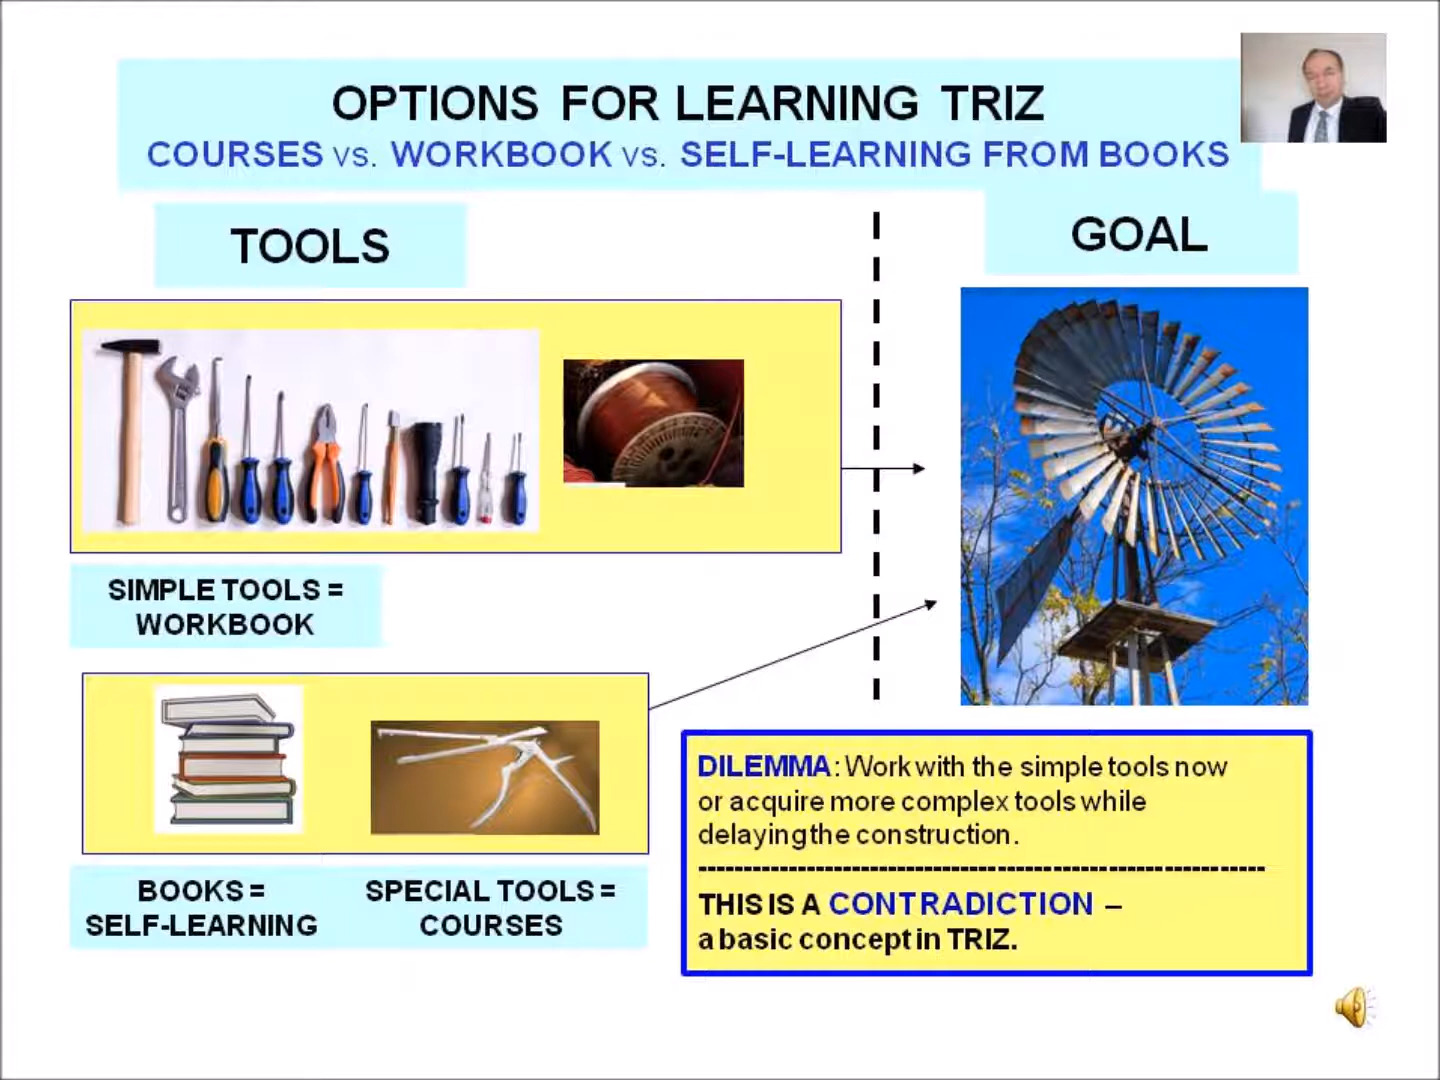 OPTIONS FOR LEARNING TRIZ
COURSES vs. WORKBOOK vs. SELF-LEARNING FROM BOOKS
TOOLS
GOAL
SIMPLE TOOLS =
WORKBOOK
BOOKS =
SELF-LEARNING
SPECIAL TOOLS =
COURSES
DILEMMA: Work with the simple tools now
or acquire more complex tools while
delaying the construction.
THIS IS A CONTRADICTION –
a basic concept in TRIZ.